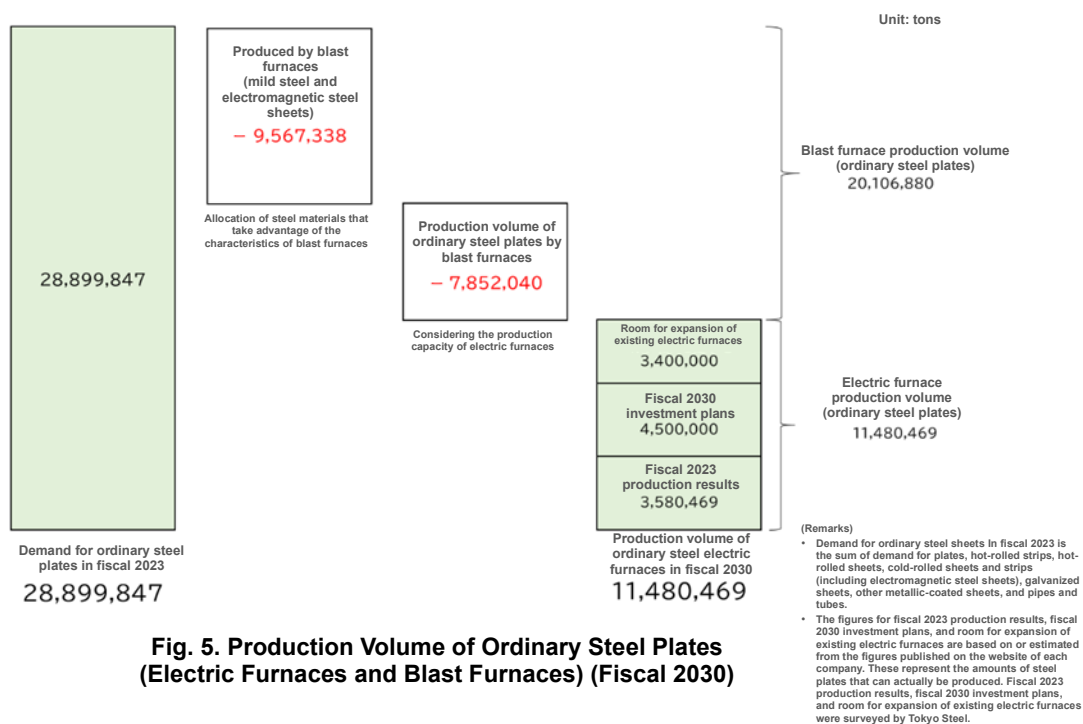 Unit: tons
28,899,847
Demand for ordinary steel
plates in fiscal 2023
28,899,847
Produced by blast
furnaces
(mild steel and
electromagnetic steel
sheets)
− 9,567,338
Allocation of steel materials that
take advantage of the
characteristics of blast furnaces
Production volume of
ordinary steel plates by
blast furnaces
− 7,852,040
Considering the production
capacity of electric furnaces
Room for expansion of
existing electric furnaces
3,400,000
Fiscal 2030
investment plans
4,500,000
Fiscal 2023
production results
3,580,469
Production volume of
ordinary steel electric
furnaces in fiscal 2030
11,480,469
Blast furnace production volume
(ordinary steel plates)
20,106,880
Electric furnace
production volume
(ordinary steel plates)
11,480,469
(Remarks)
• Demand for ordinary steel sheets In fiscal 2023 is
the sum of demand for plates, hot-rolled strips, hot-
rolled sheets, cold-rolled sheets and strips
(including electromagnetic steel sheets), galvanized
sheets, other metallic-coated sheets, and pipes and
tubes.
• The figures for fiscal 2023 production results, fiscal
2030 investment plans, and room for expansion of
existing electric furnaces are based on or estimated
from the figures published on the website of each
company. These represent the amounts of steel
plates that can actually be produced. Fiscal 2023
production results, fiscal 2030 investment plans,
and room for expansion of existing electric furnaces
were surveyed by Tokyo Steel.
Fig. 5. Production Volume of Ordinary Steel Plates
(Electric Furnaces and Blast Furnaces) (Fiscal 2030)